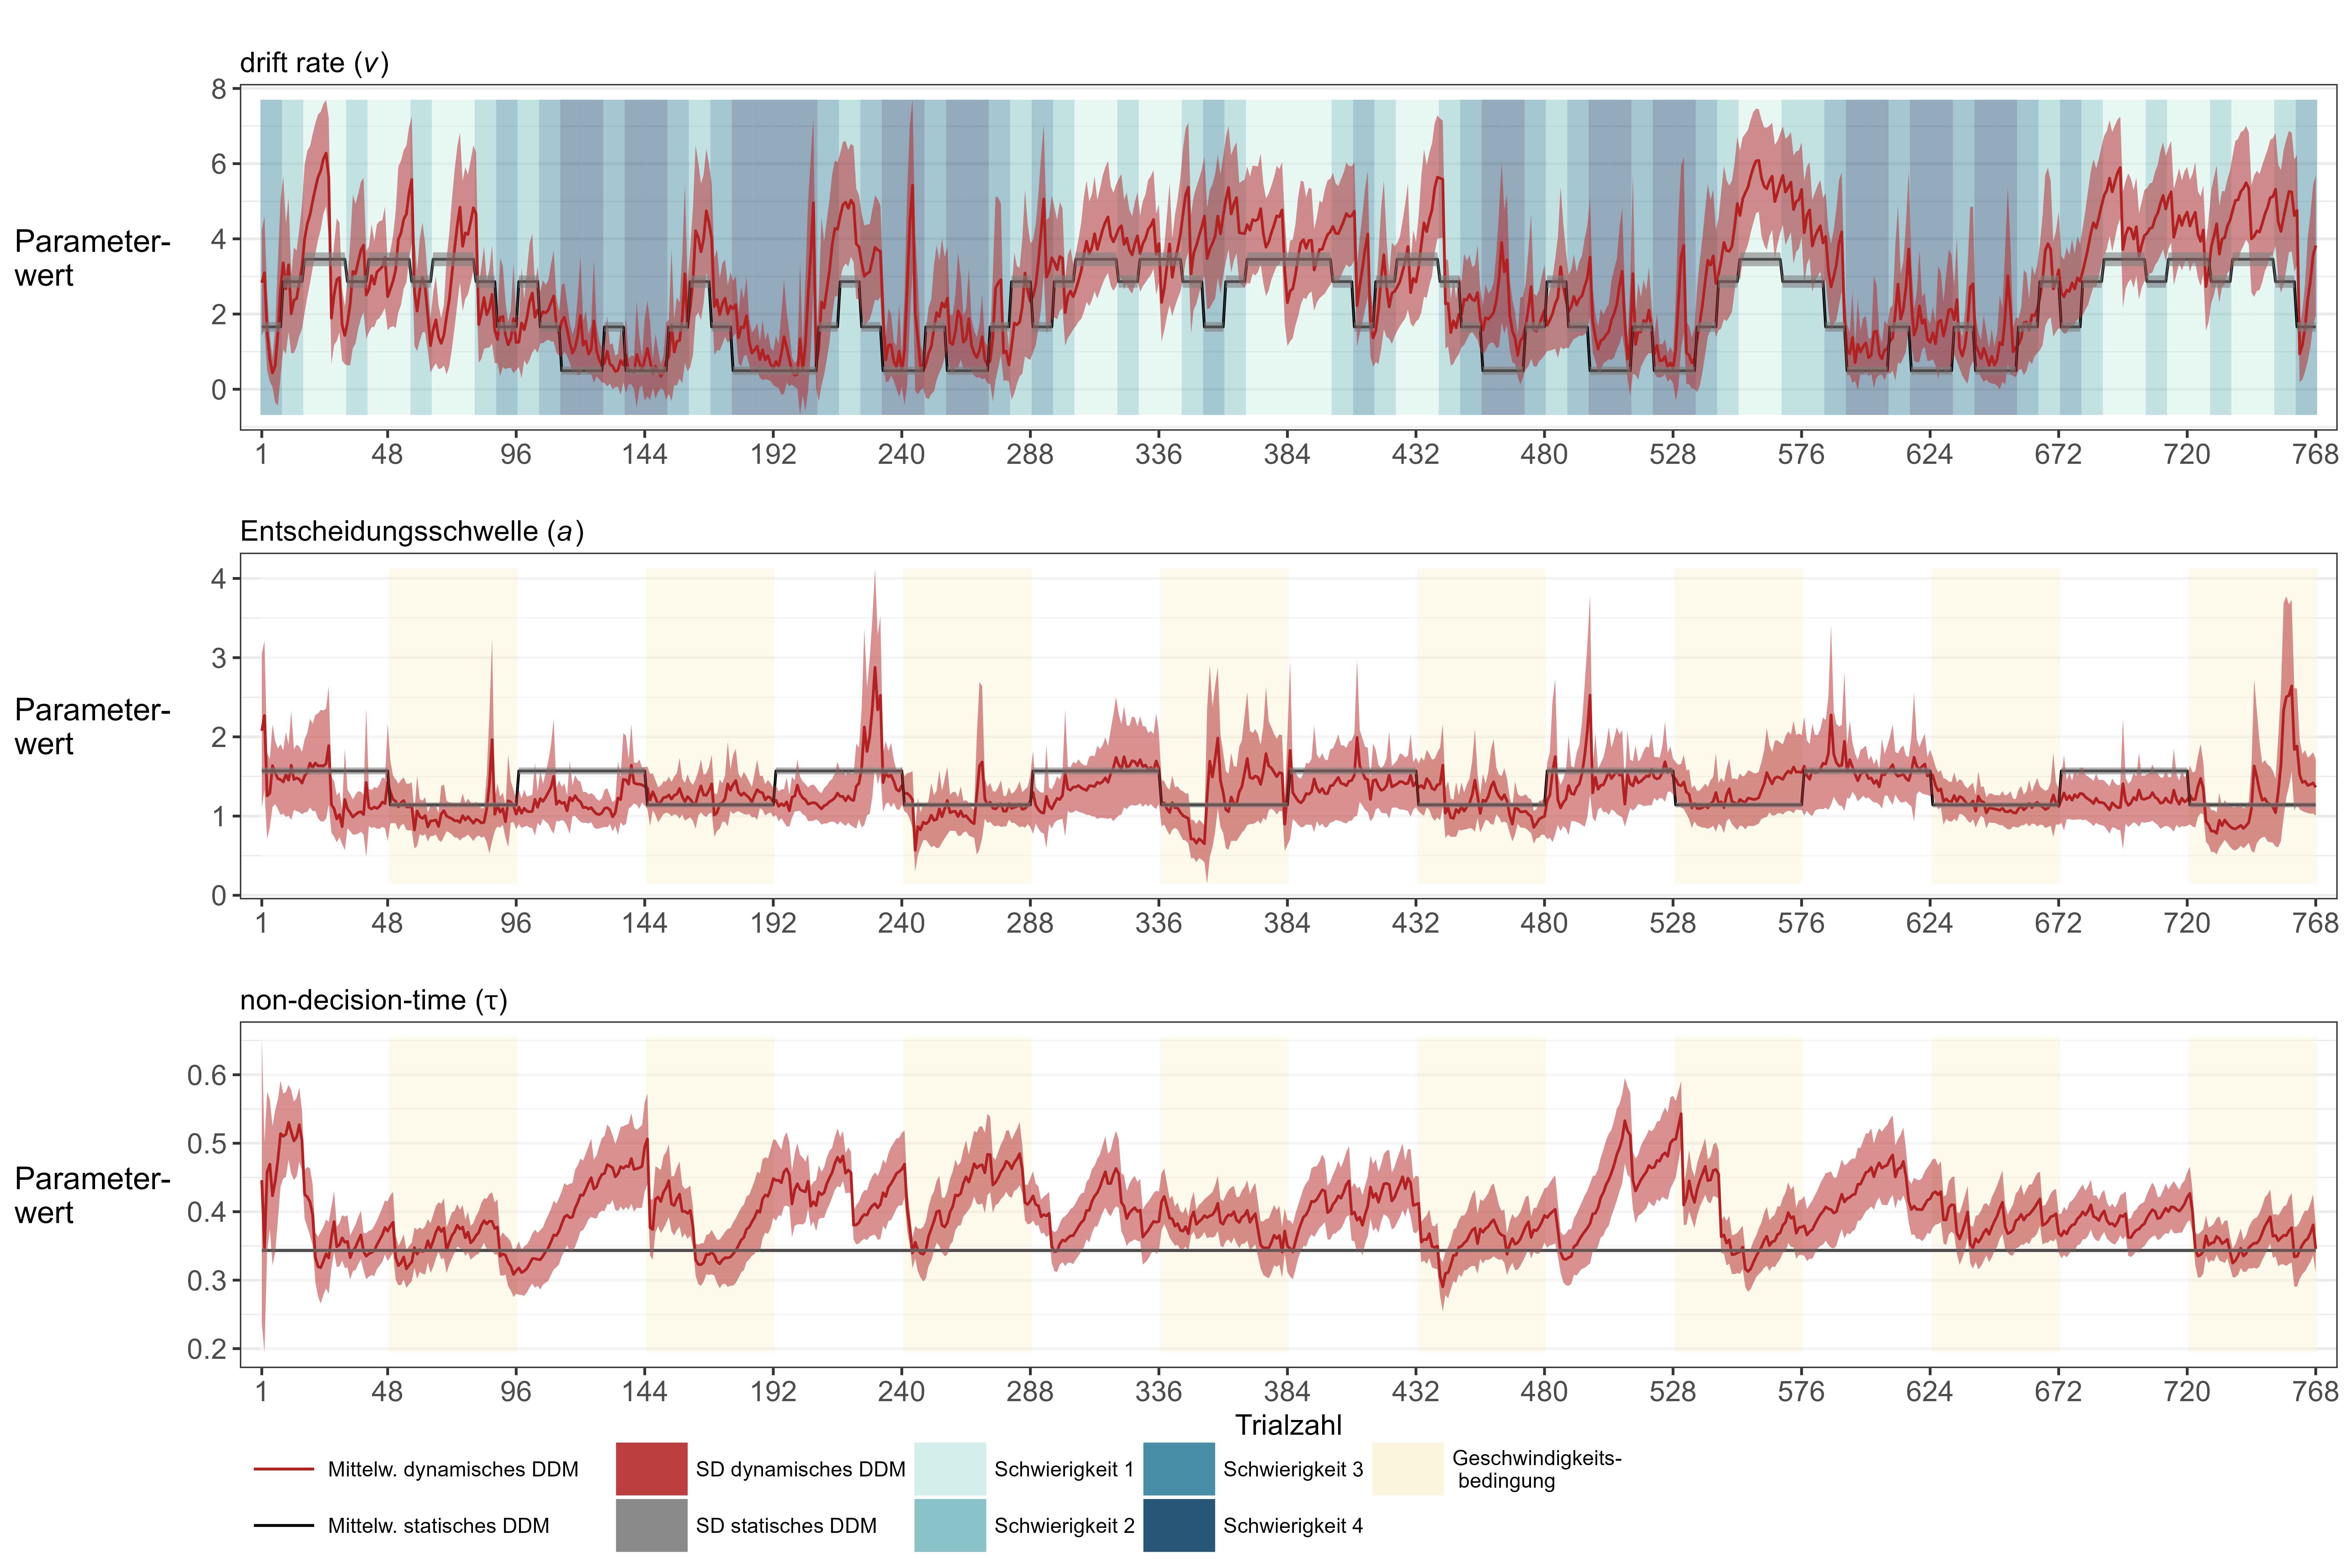 drift rate (v)
Parameter-
wert
8
6
4
2
0
1 48 96 144 192 240 288 336 384 432 480 528 576 624 672 720 768
Entscheidungsschwelle (a)
Parameter-
wert
4
3
2
1
0
1 48 96 144 192 240 288 336 384 432 480 528 576 624 672 720 768
non-decision-time (τ)
Parameter-
wert
0.6
0.5
0.4
0.3
0.2
1 48 96 144 192 240 288 336 384 432 480 528 576 624 672 720 768
Trialzahl
Mittelw. dynamisches DDM
Mittelw. statisches DDM
SD dynamisches DDM
SD statisches DDM
Schwierigkeit 1
Schwierigkeit 2
Schwierigkeit 3
Schwierigkeit 4
Geschwindigkeits-
bedingung